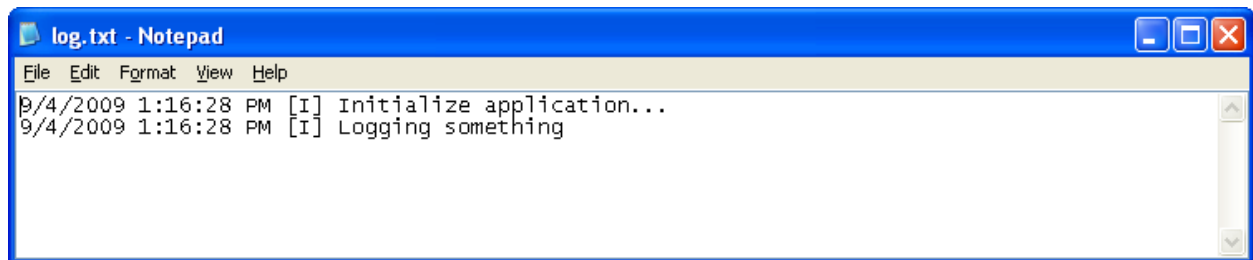 log.txt - Notepad
File Edit Format View Help
9/4/2009 1:16:28 PM [I] Initialize application...
9/4/2009 1:16:28 PM [I] Logging something